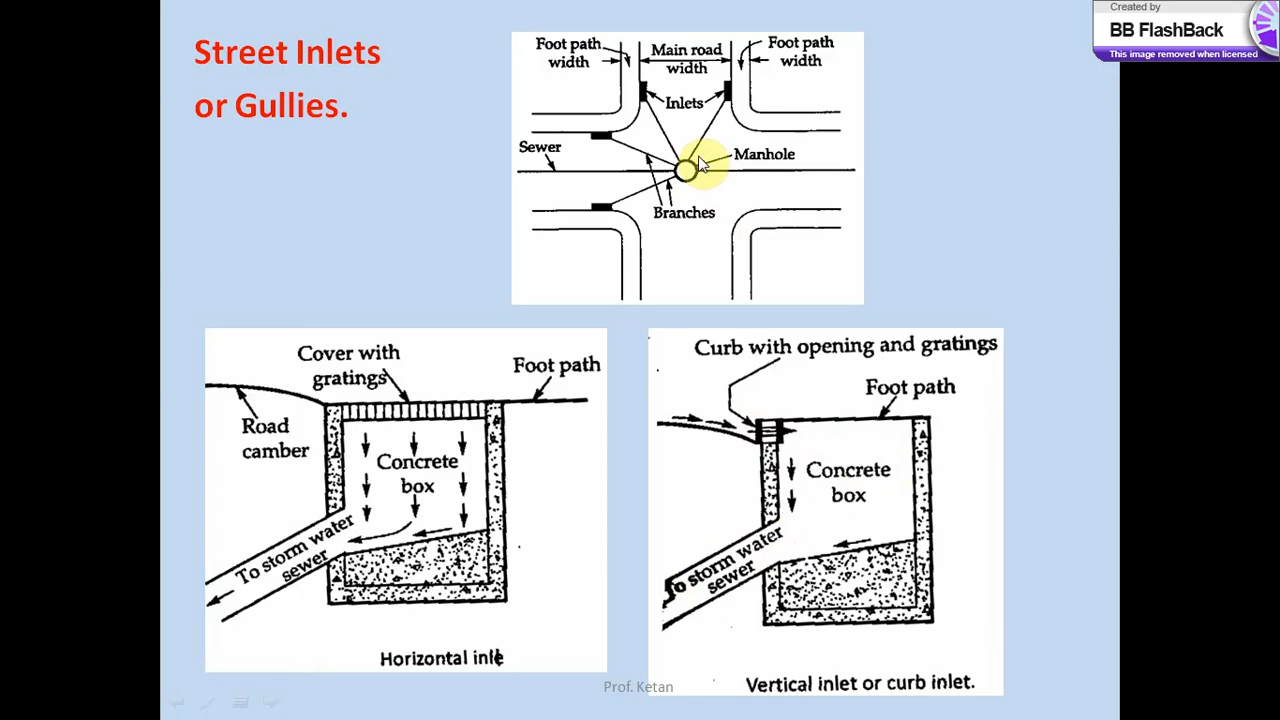 Street Inlets
or Gullies.
Created by
BB FlashBack
This image removed when licensed
Foot path
width
Main road
width
Foot path
width
Inlets
Sewer
Manhole
Branches
Cover with
gratings
Foot path
Road
camber
Concrete
box
To storm water
sewer
Horizontal inle
Curb with opening and gratings
Foot path
Concrete
box
To storm water
sewer
Vertical inlet or curb inlet.
Prof. Ketan